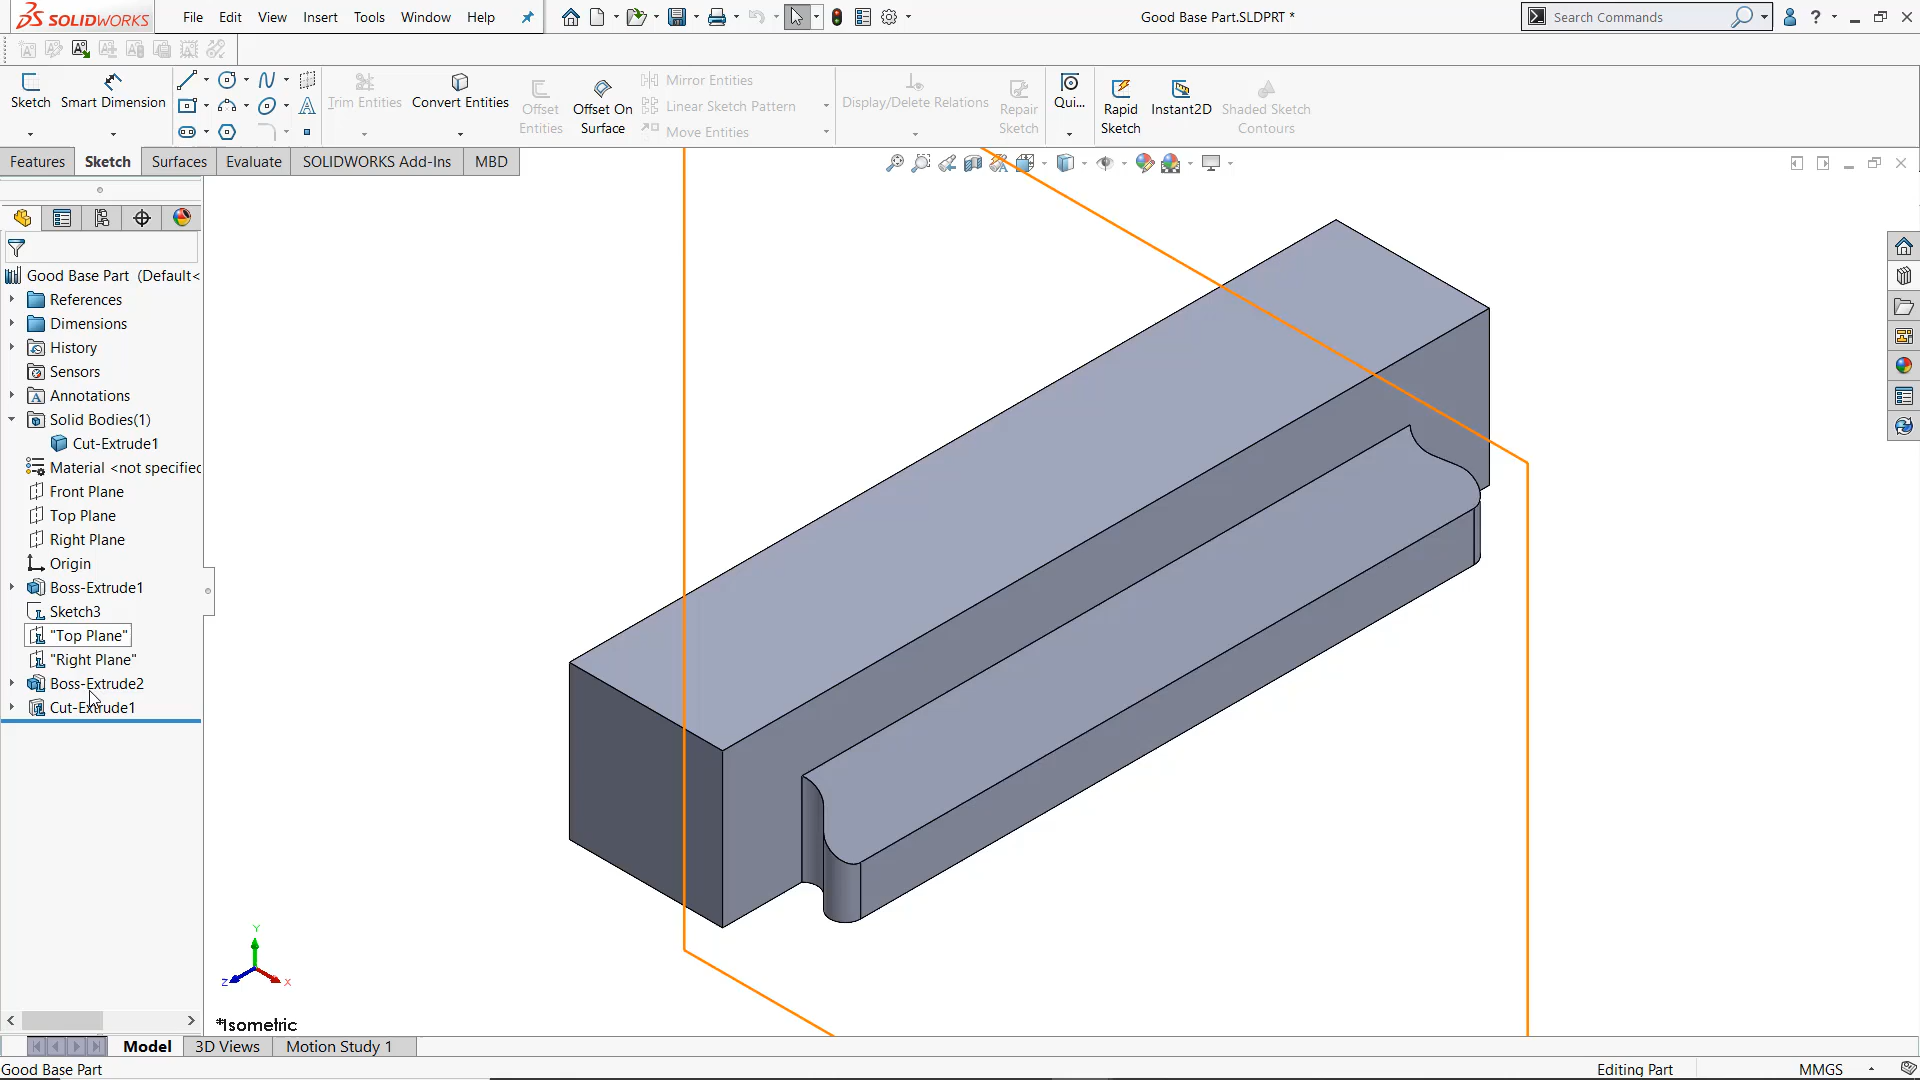 SOLIDWORKS File Edit View Insert Tools Window Help Good Base Part.SLDPRT * Search Commands ?
Sketch Smart Dimension Trim Entities Convert Entities Offset Entities Offset On Surface Mirror Entities Linear Sketch Pattern Move Entities Display/Delete Relations Repair Sketch Qui... Rapid Sketch Instant2D Shaded Sketch Contours
Features Sketch Surfaces Evaluate SOLIDWORKS Add-Ins MBD
Good Base Part (Default<
References
Dimensions
History
Sensors
Annotations
Solid Bodies(1)
Cut-Extrude1
Material <not specified
Front Plane
Top Plane
Right Plane
Origin
Boss-Extrude1
Sketch3
"Top Plane"
"Right Plane"
Boss-Extrude2
Cut-Extrude1
Y
Z X
*Isometric
Model 3D Views Motion Study 1
Good Base Part Editing Part MMGS